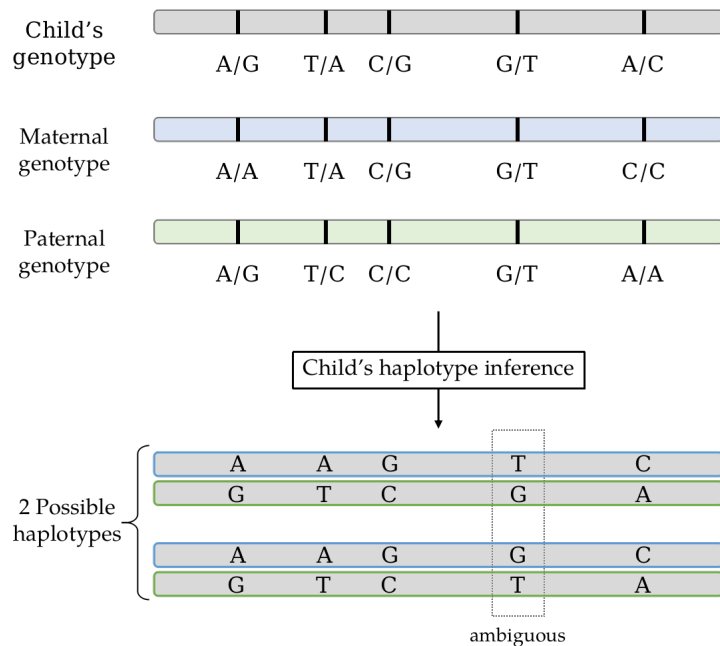 Child's
genotype
A/G T/A C/G G/T A/C
Maternal
genotype
A/A T/A C/G G/T C/C
Paternal
genotype
A/G T/C C/C G/T A/A
Child's haplotype inference
2 Possible
haplotypes
A A G T C
G T C G A
A A G G C
G T C T A
ambiguous